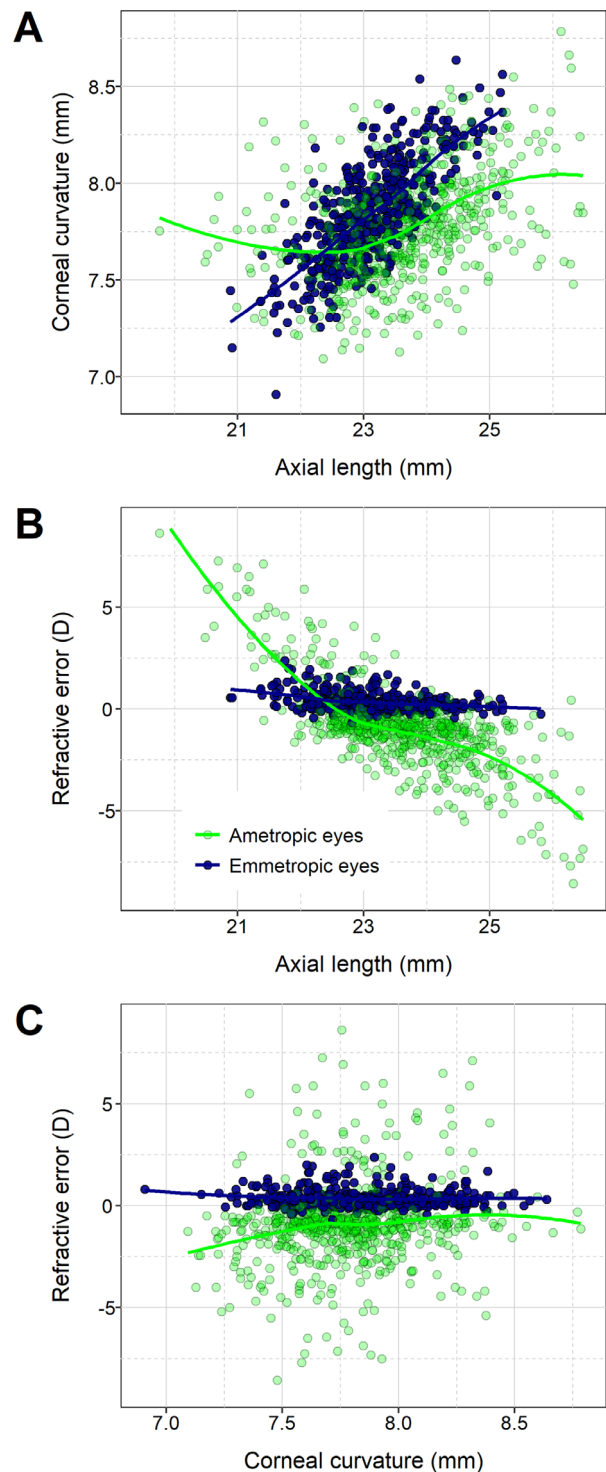 A
Corneal curvature (mm)
8.5
8.0
7.5
7.0
21
23
25
Axial length (mm)
B
Refractive error (D)
5
0
-5
Ametropic eyes
Emmetropic eyes
21
23
25
Axial length (mm)
C
Refractive error (D)
5
0
-5
7.0
7.5
8.0
8.5
Corneal curvature (mm)